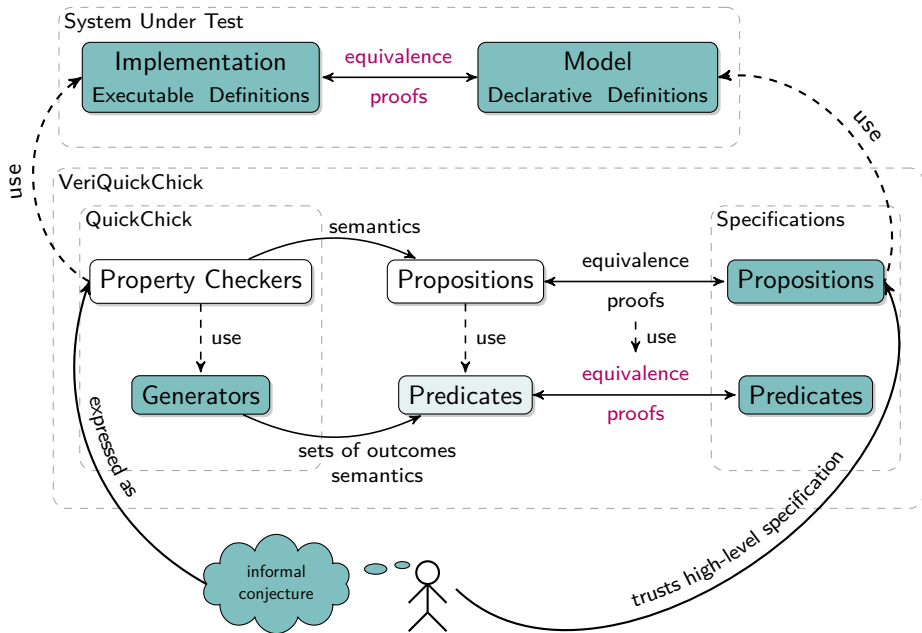 System Under Test
Implementation
Executable Definitions
equivalence
proofs
Model
Declarative Definitions
use
use
VeriQuickChick
QuickChick
semantics
Specifications
Property Checkers
Propositions
equivalence
proofs
Propositions
use
use
use
Generators
Predicates
equivalence
proofs
Predicates
sets of outcomes
semantics
expressed as
trusts high-level specification
informal
conjecture